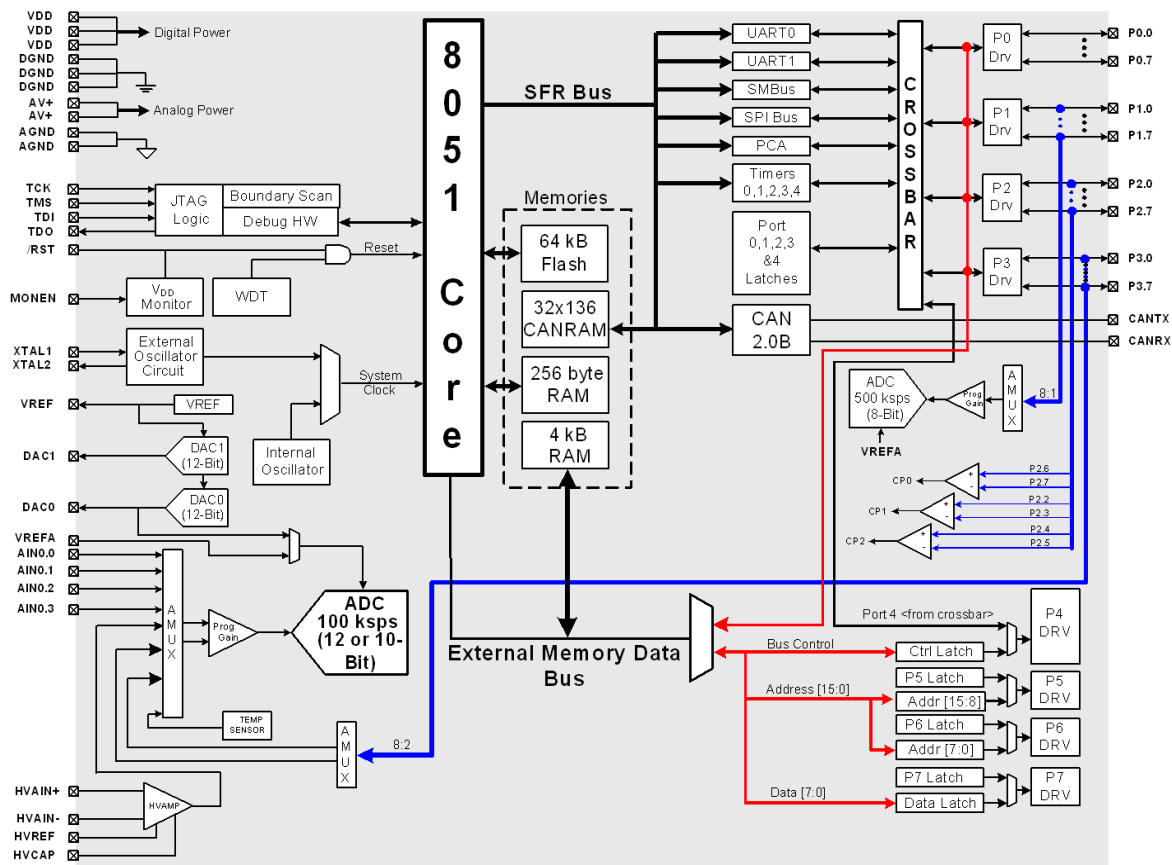 VDD
VDD
VDD
Digital Power
DGND
DGND
DGND
AV+
AV+
Analog Power
AGND
AGND
TCK
TMS
TDI
TDO
JTAG
Logic
Boundary Scan
Debug HW
/RST
Reset
MONEN
VDD
Monitor
WDT
XTAL1
XTAL2
External
Oscillator
Circuit
System
Clock
VREF
VREF
Internal
Oscillator
DAC1
DAC1
(12-Bit)
DAC0
DAC0
(12-Bit)
VREFA
AIN0.0
AIN0.1
AIN0.2
AIN0.3
AMUX
Prog
Gain
ADC
100 ksps
(12 or 10-
Bit)
TEMP
SENSOR
AMUX
8:2
HVAIN+
HVAIN-
HVREF
HVCAP
HVAMP
8051 Core
SFR Bus
Memories
64 kB
Flash
32x136
CANRAM
256 byte
RAM
4 kB
RAM
External Memory Data
Bus
UART0
UART1
SMBus
SPI Bus
PCA
Timers
0,1,2,3,4
Port
0,1,2,3
&4
Latches
CAN
2.0B
CROSSBAR
P0
Drv
P1
Drv
P2
Drv
P3
Drv
P0.0
P0.7
P1.0
P1.7
P2.0
P2.7
P3.0
P3.7
CANTX
CANRX
ADC
500 ksps
(8-Bit)
VREFA
Prog
Gain
AMUX
8:1
CP0
+
-
P2.6
P2.7
CP1
+
-
P2.2
P2.3
CP2
+
-
P2.4
P2.5
Port 4 <from crossbar>
Bus Control
Ctrl Latch
P4
DRV
Address [15:0]
P5 Latch
Addr [15:8]
P5
DRV
P6 Latch
Addr [7:0]
P6
DRV
Data [7:0]
P7 Latch
Data Latch
P7
DRV